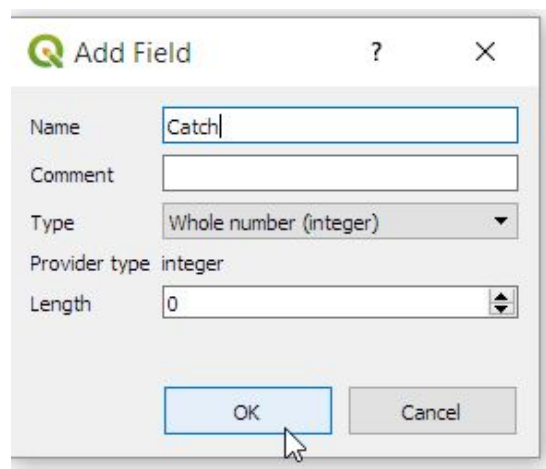 Add Field ? ×
Name Catch
Comment
Type Whole number (integer)
Provider type integer
Length 0
OK Cancel